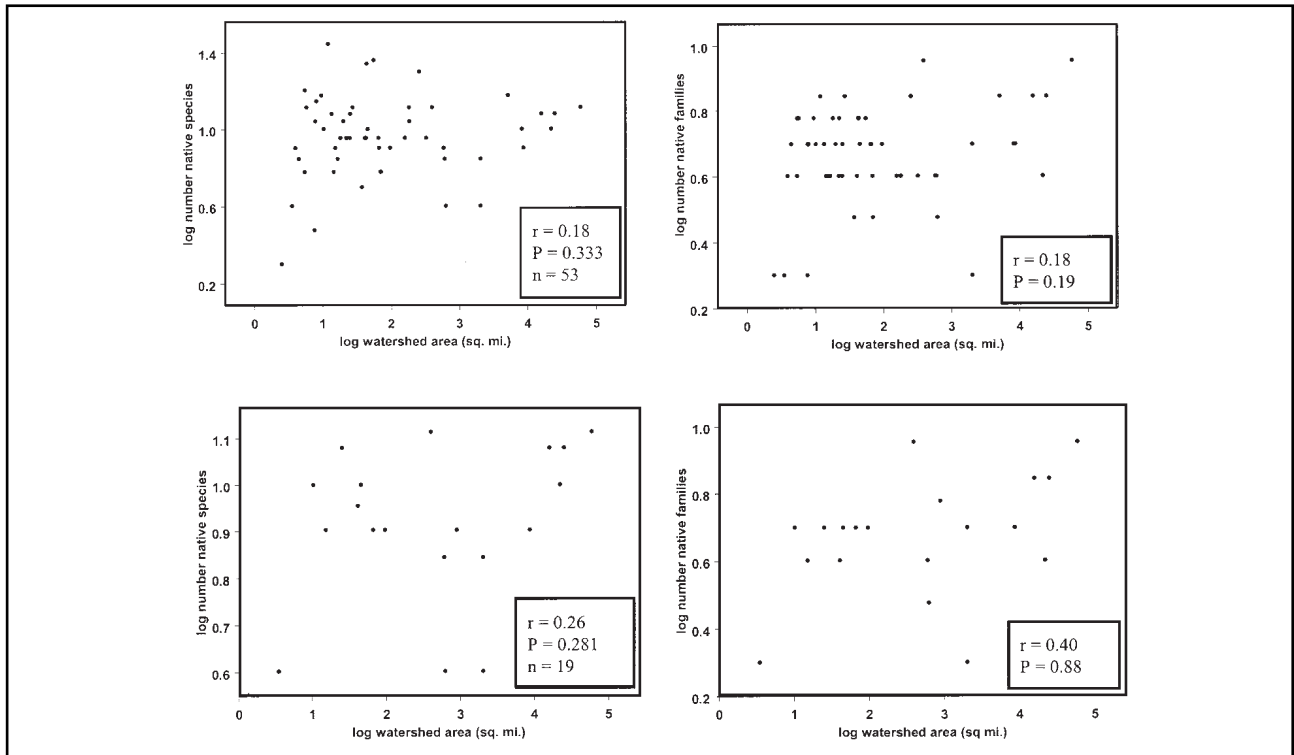 log number native species
1.4
1.0
0.6
0.2
0 1 2 3 4 5
log watershed area (sq. mi.)
r = 0.18
P = 0.333
n = 53
log number native families
1.0
0.8
0.6
0.4
0.2
0 1 2 3 4 5
log watershed area (sq. mi.)
r = 0.18
P = 0.19
log number native species
1.1
1.0
0.9
0.8
0.7
0.6
0 1 2 3 4 5
log watershed area (sq. mi.)
r = 0.26
P = 0.281
n = 19
log number native families
1.0
0.8
0.6
0.4
0.2
0 1 2 3 4 5
log watershed area (sq. mi.)
r = 0.40
P = 0.88